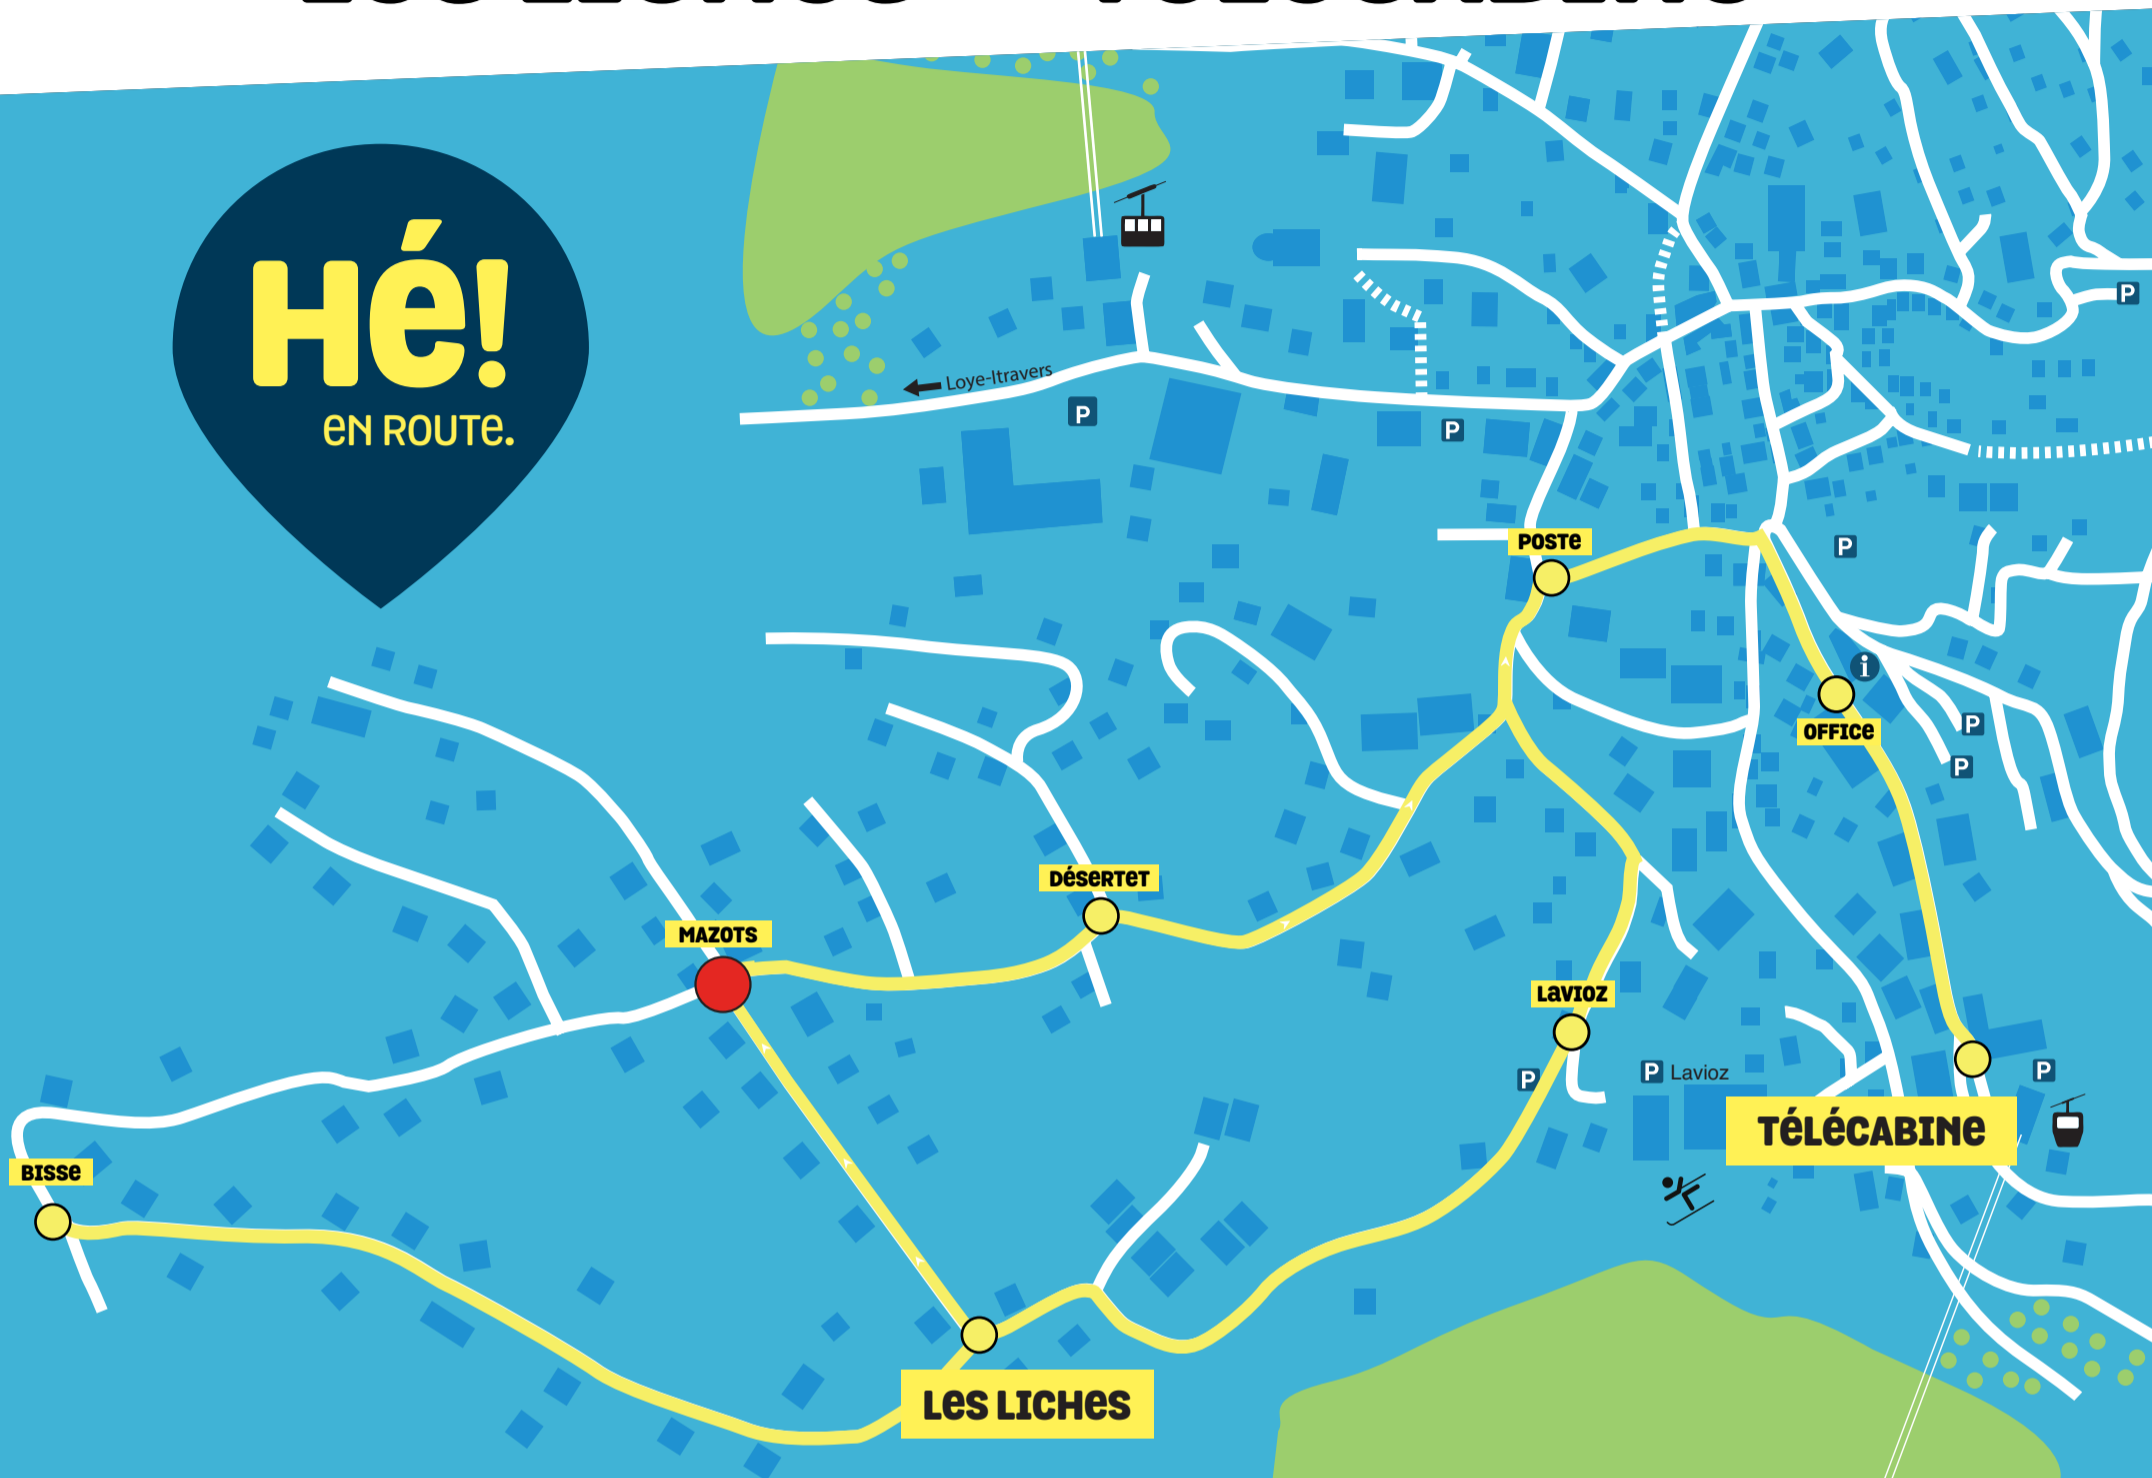 Hé!
en route.
Loye-Itravers
P
P
P
POSTE
P
i
OFFICE
P
P
DÉSERTET
MAZOTS
LAVIOZ
P
P Lavioz
P
TÉLÉCABINE
BISSE
LES LICHES